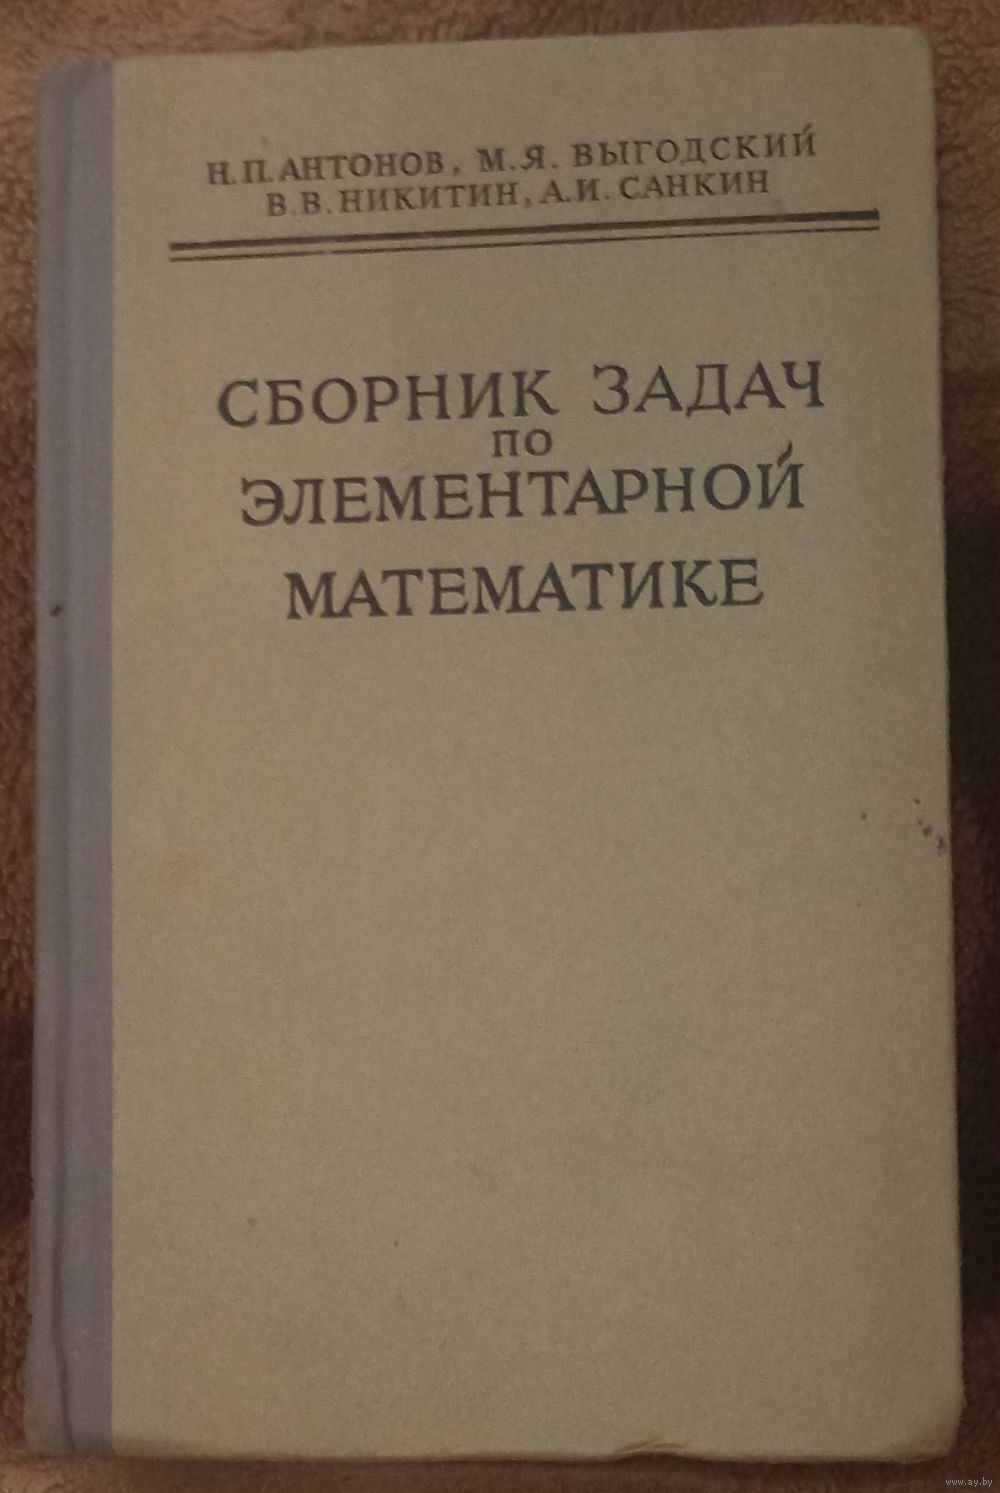 Н.П.АНТОНОВ, М.Я. ВЫГОДСКИЙ
В.В.НИКИТИН, А.И.САНКИН
СБОРНИК ЗАДАЧ
ПО
ЭЛЕМЕНТАРНОЙ
МАТЕМАТИКЕ
www.ay.by